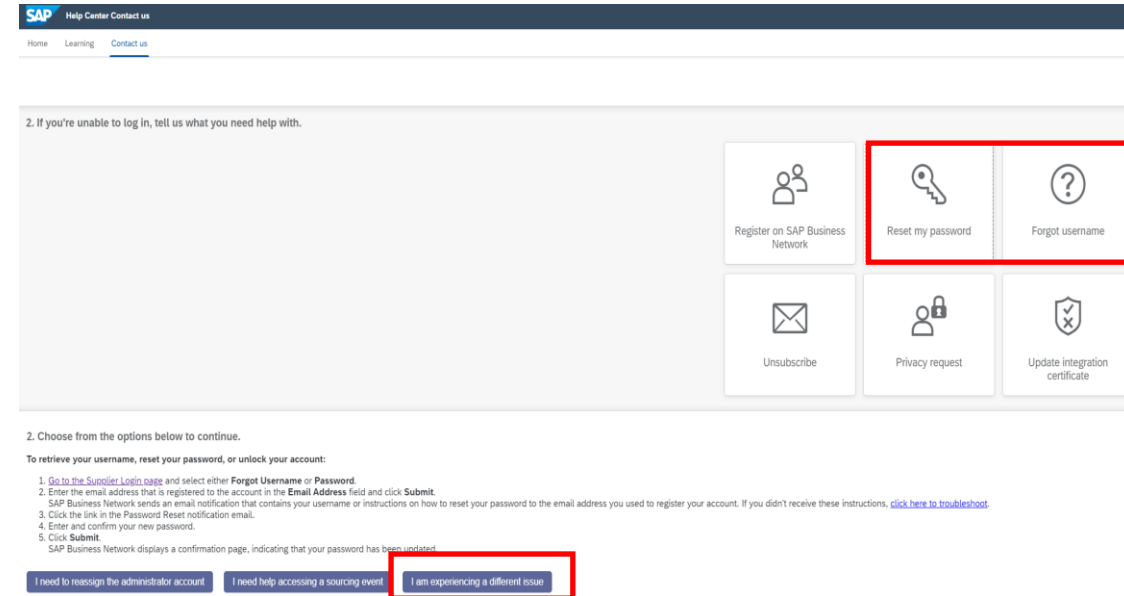 SAP Help Center Contact us
Home Learning Contact us
2. If you're unable to log in, tell us what you need help with.
Register on SAP Business
Network
Reset my password
Forgot username
Unsubscribe
Privacy request
Update integration
certificate
2. Choose from the options below to continue.
To retrieve your username, reset your password, or unlock your account:
1. Go to the Supplier Login page and select either Forgot Username or Password.
2. Enter the email address that is registered to the account in the Email Address field and click Submit.
SAP Business Network sends an email notification that contains your username or instructions on how to reset your password to the email address you used to register your account. If you didn't receive these instructions, click here to troubleshoot.
3. Click the link in the Password Reset notification email.
4. Enter and confirm your new password.
5. Click Submit.
SAP Business Network displays a confirmation page, indicating that your password has been updated.
I need to reassign the administrator account I need help accessing a sourcing event I am experiencing a different issue